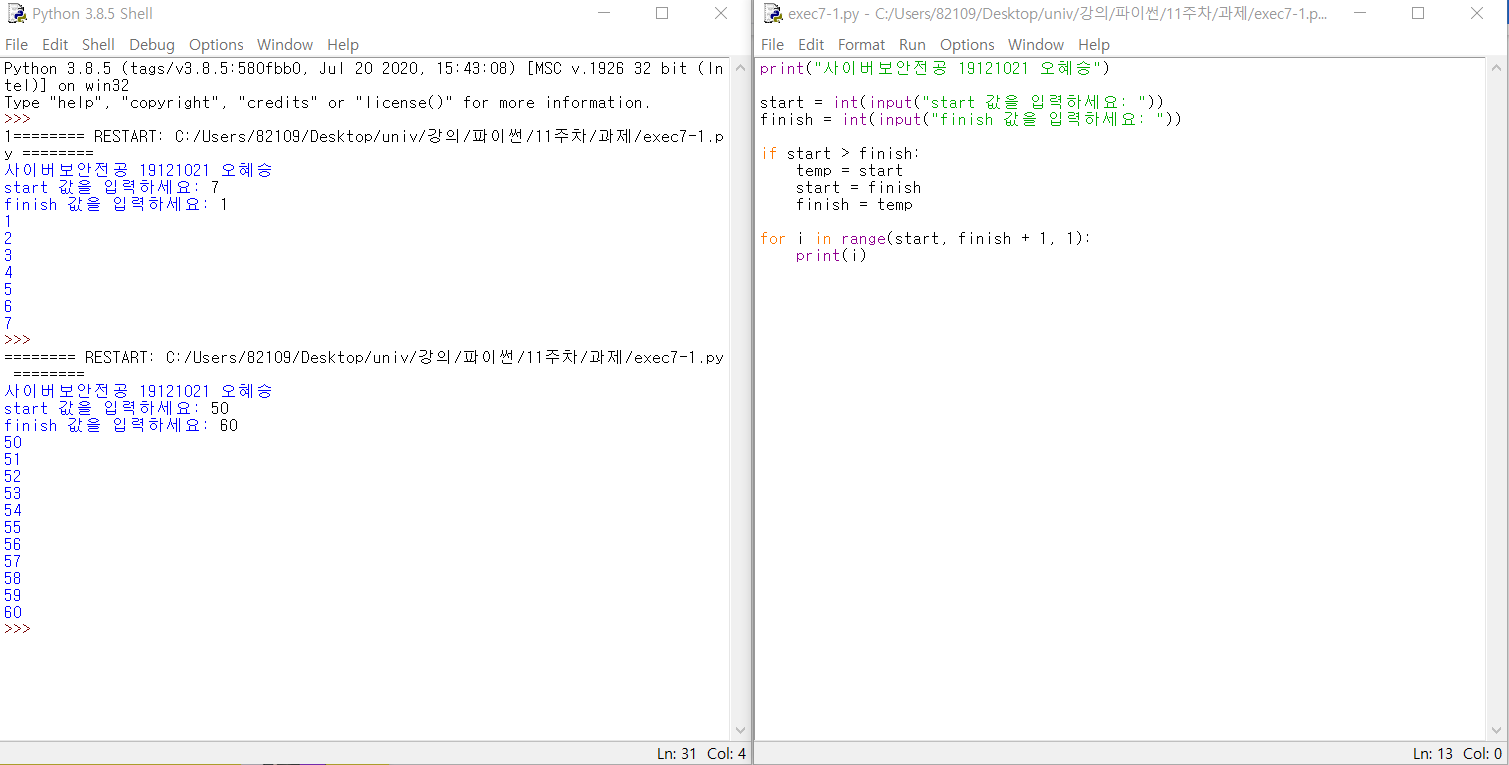 Python 3.8.5 Shell
File Edit Shell Debug Options Window Help
Python 3.8.5 (tags/v3.8.5:580fbb0, Jul 20 2020, 15:43:08) [MSC v.1926 32 bit (In
tel)] on win32
Type "help", "copyright", "credits" or "license()" for more information.
>>>
1======== RESTART: C:/Users/82109/Desktop/univ/강의/파이썬/11주차/과제/exec7-1.p
y ========
사이버보안전공 19121021 오혜승
start 값을 입력하세요: 7
finish 값을 입력하세요: 1
1
2
3
4
5
6
7
>>>
======== RESTART: C:/Users/82109/Desktop/univ/강의/파이썬/11주차/과제/exec7-1.py
 ========
사이버보안전공 19121021 오혜승
start 값을 입력하세요: 50
finish 값을 입력하세요: 60
50
51
52
53
54
55
56
57
58
59
60
>>>
Ln: 31 Col: 4
exec7-1.py - C:/Users/82109/Desktop/univ/강의/파이썬/11주차/과제/exec7-1.p...
File Edit Format Run Options Window Help
print("사이버보안전공 19121021 오혜승")
start = int(input("start 값을 입력하세요: "))
finish = int(input("finish 값을 입력하세요: "))
if start > finish:
    temp = start
    start = finish
    finish = temp
for i in range(start, finish + 1, 1):
    print(i)
Ln: 13 Col: 0